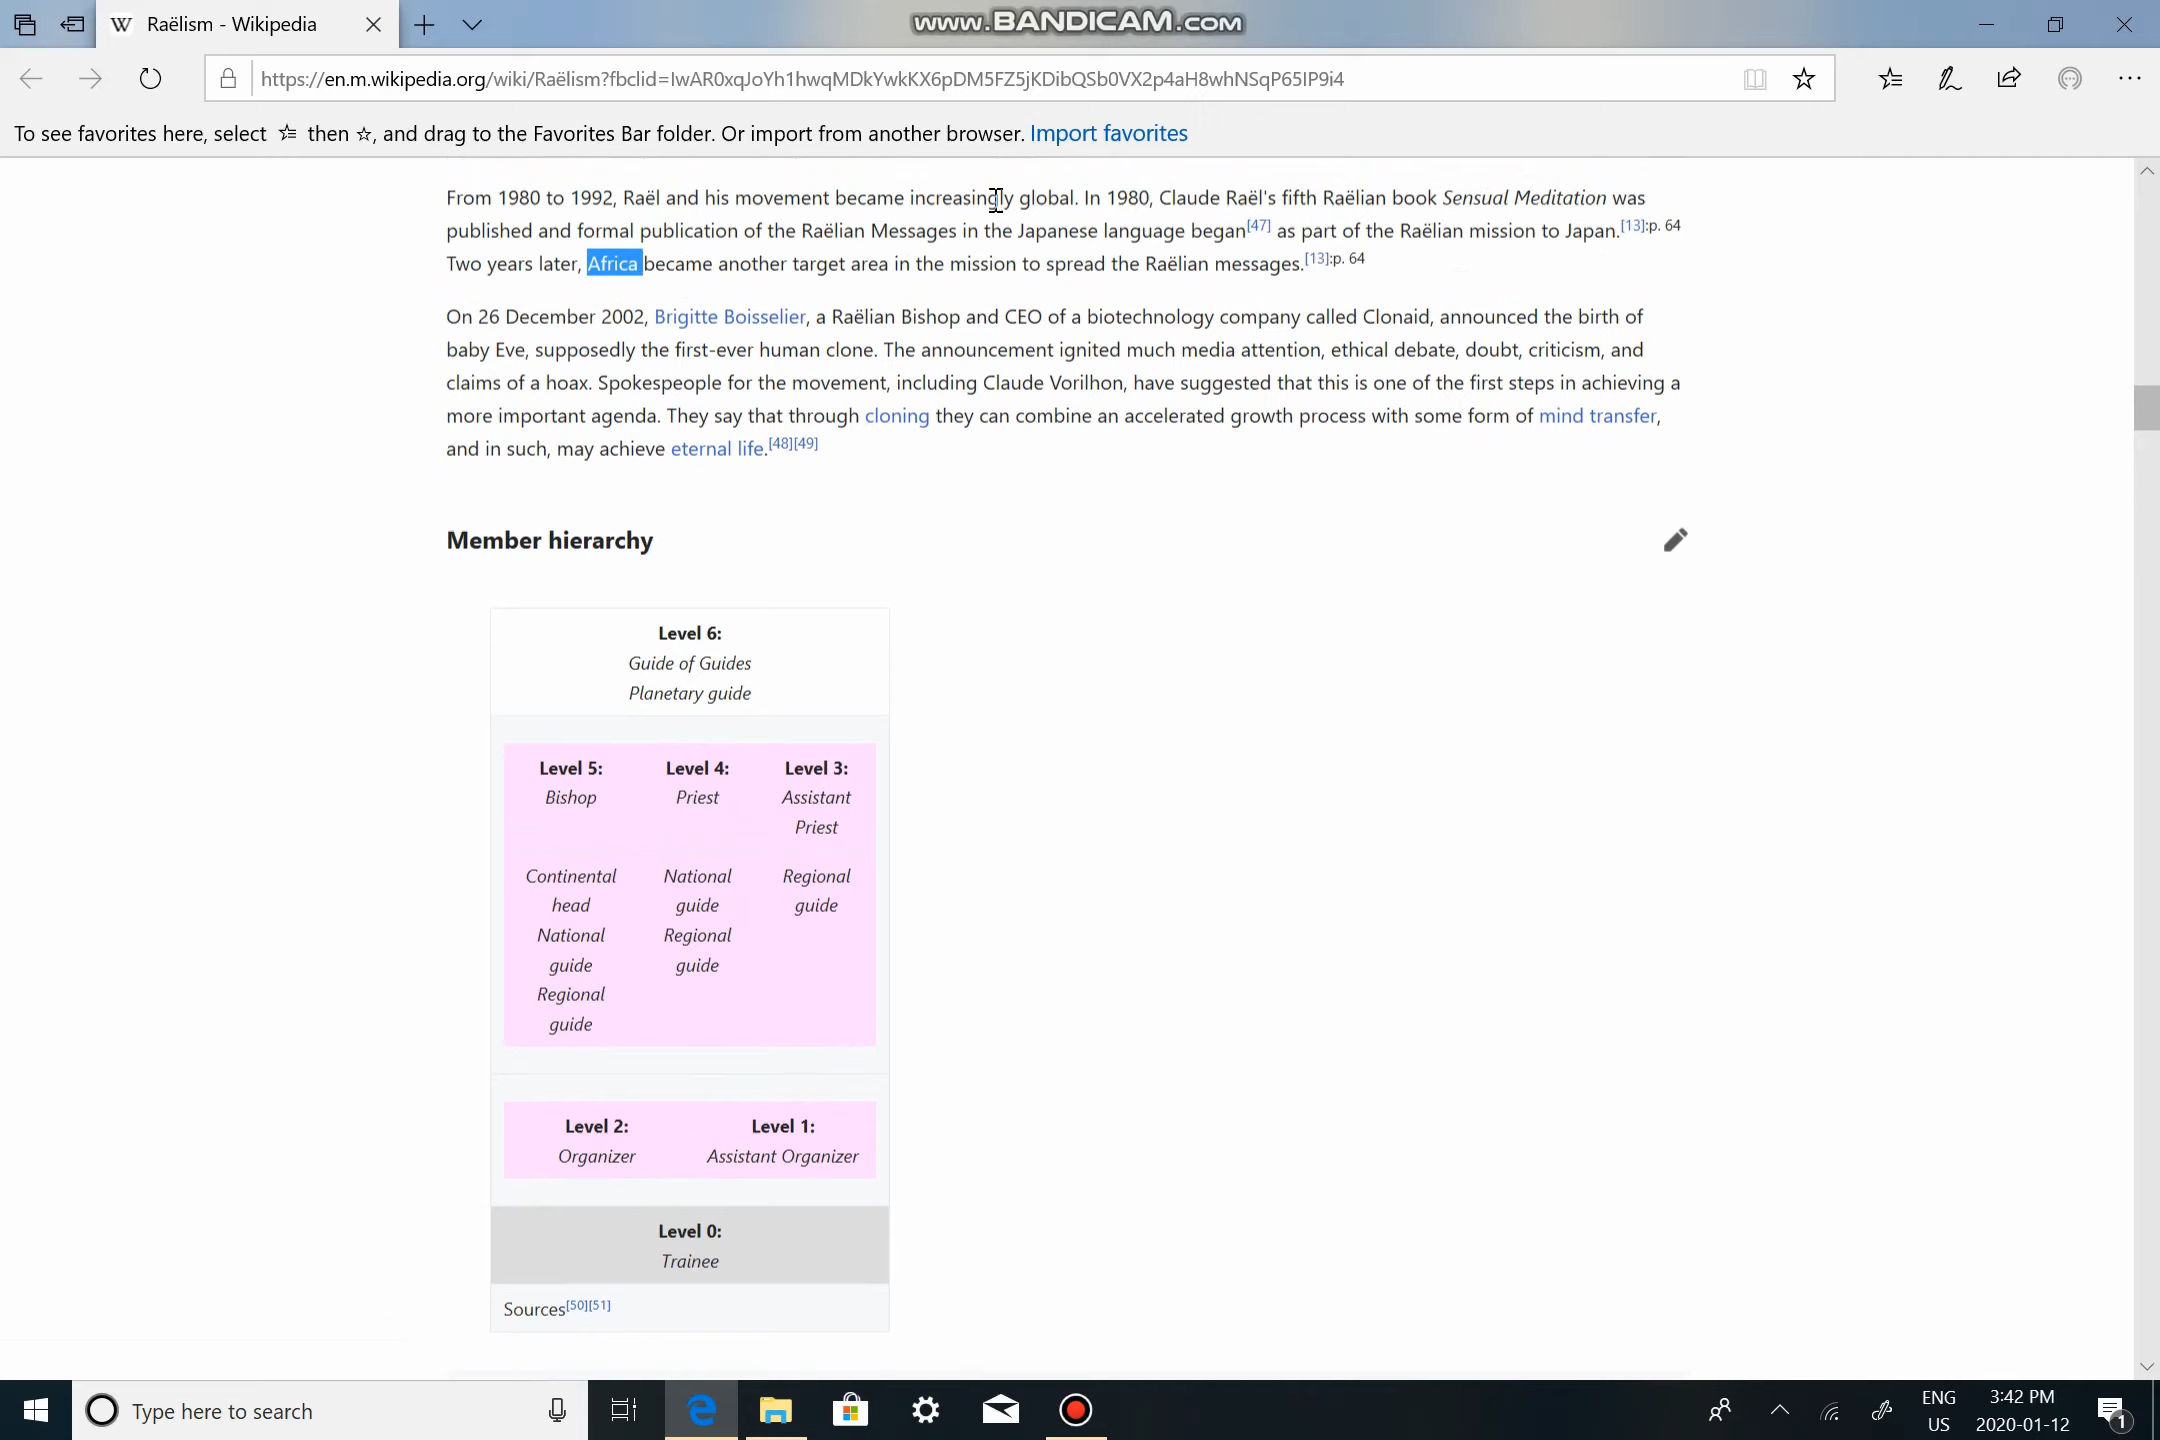 Raëlism - Wikipedia
www.BANDICAM.com
https://en.m.wikipedia.org/wiki/Raëlism?fbclid=IwAR0xqJoYh1hwqMDkYwkKX6pDM5FZ5jKDibQSb0VX2p4aH8whNSqP65IP9i4
To see favorites here, select then ☆, and drag to the Favorites Bar folder. Or import from another browser. Import favorites
From 1980 to 1992, Raël and his movement became increasingly global. In 1980, Claude Raël's fifth Raëlian book Sensual Meditation was
published and formal publication of the Raëlian Messages in the Japanese language began[47] as part of the Raëlian mission to Japan.[13]:p. 64
Two years later, Africa became another target area in the mission to spread the Raëlian messages.[13]:p. 64
On 26 December 2002, Brigitte Boisselier, a Raëlian Bishop and CEO of a biotechnology company called Clonaid, announced the birth of
baby Eve, supposedly the first-ever human clone. The announcement ignited much media attention, ethical debate, doubt, criticism, and
claims of a hoax. Spokespeople for the movement, including Claude Vorilhon, have suggested that this is one of the first steps in achieving a
more important agenda. They say that through cloning they can combine an accelerated growth process with some form of mind transfer,
and in such, may achieve eternal life.[48][49]
Member hierarchy
Level 6:
Guide of Guides
Planetary guide
Level 5: Level 4: Level 3:
Bishop Priest Assistant
Priest
Continental National Regional
head guide guide
National Regional
guide guide
Regional
guide
Level 2: Level 1:
Organizer Assistant Organizer
Level 0:
Trainee
Sources[50][51]
Type here to search
ENG 3:42 PM
US 2020-01-12
1